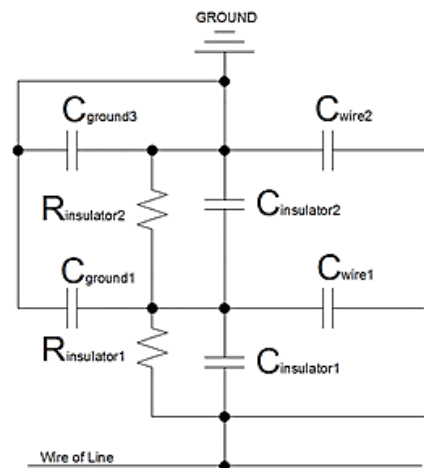 GROUND
Cground3
Cwire2
Rinsulator2
Cinsulator2
Cground1
Cwire1
Rinsulator1
Cinsulator1
Wire of Line